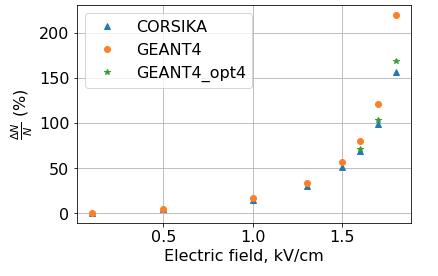 200
150
100
50
0
ΔN/N (%)
CORSIKA
GEANT4
GEANT4_opt4
0.5 1.0 1.5
Electric field, kV/cm